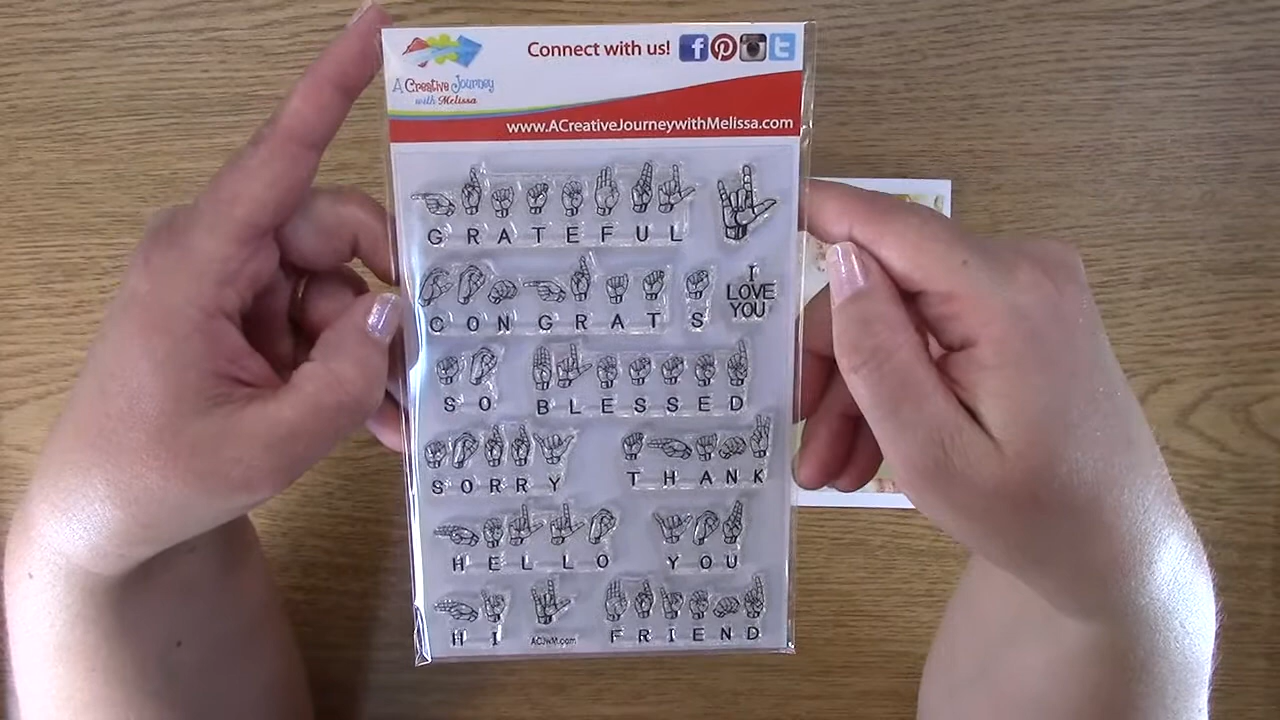 Connect with us!
A Creative Journey
with Melissa
www.ACreativeJourneywithMelissa.com
GRATEFUL
CONGRATS
I
LOVE
YOU
SO BLESSED
SORRY THANK
HELLO YOU
HI ACJwM.com FRIEND